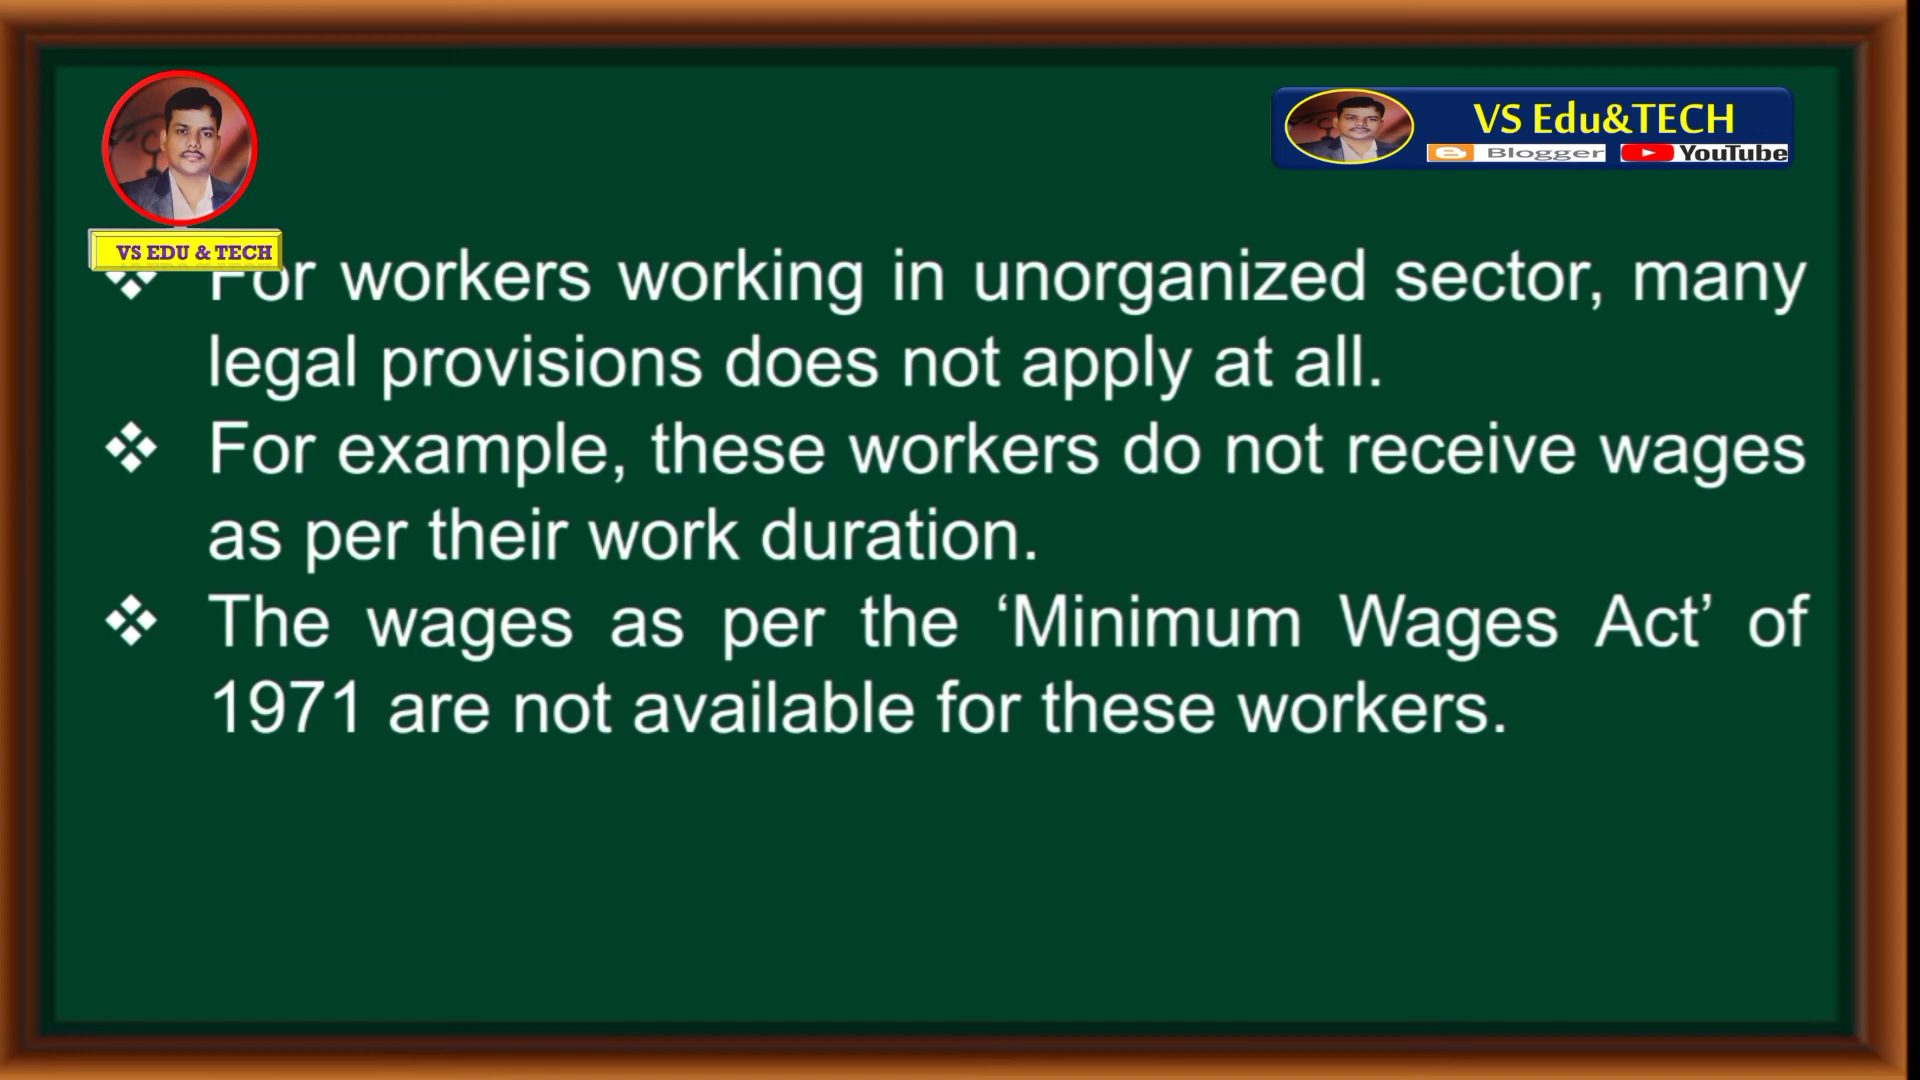 VS Edu&TECH
Blogger YouTube
VS EDU & TECH
For workers working in unorganized sector, many
legal provisions does not apply at all.
For example, these workers do not receive wages
as per their work duration.
The wages as per the ‘Minimum Wages Act’ of
1971 are not available for these workers.